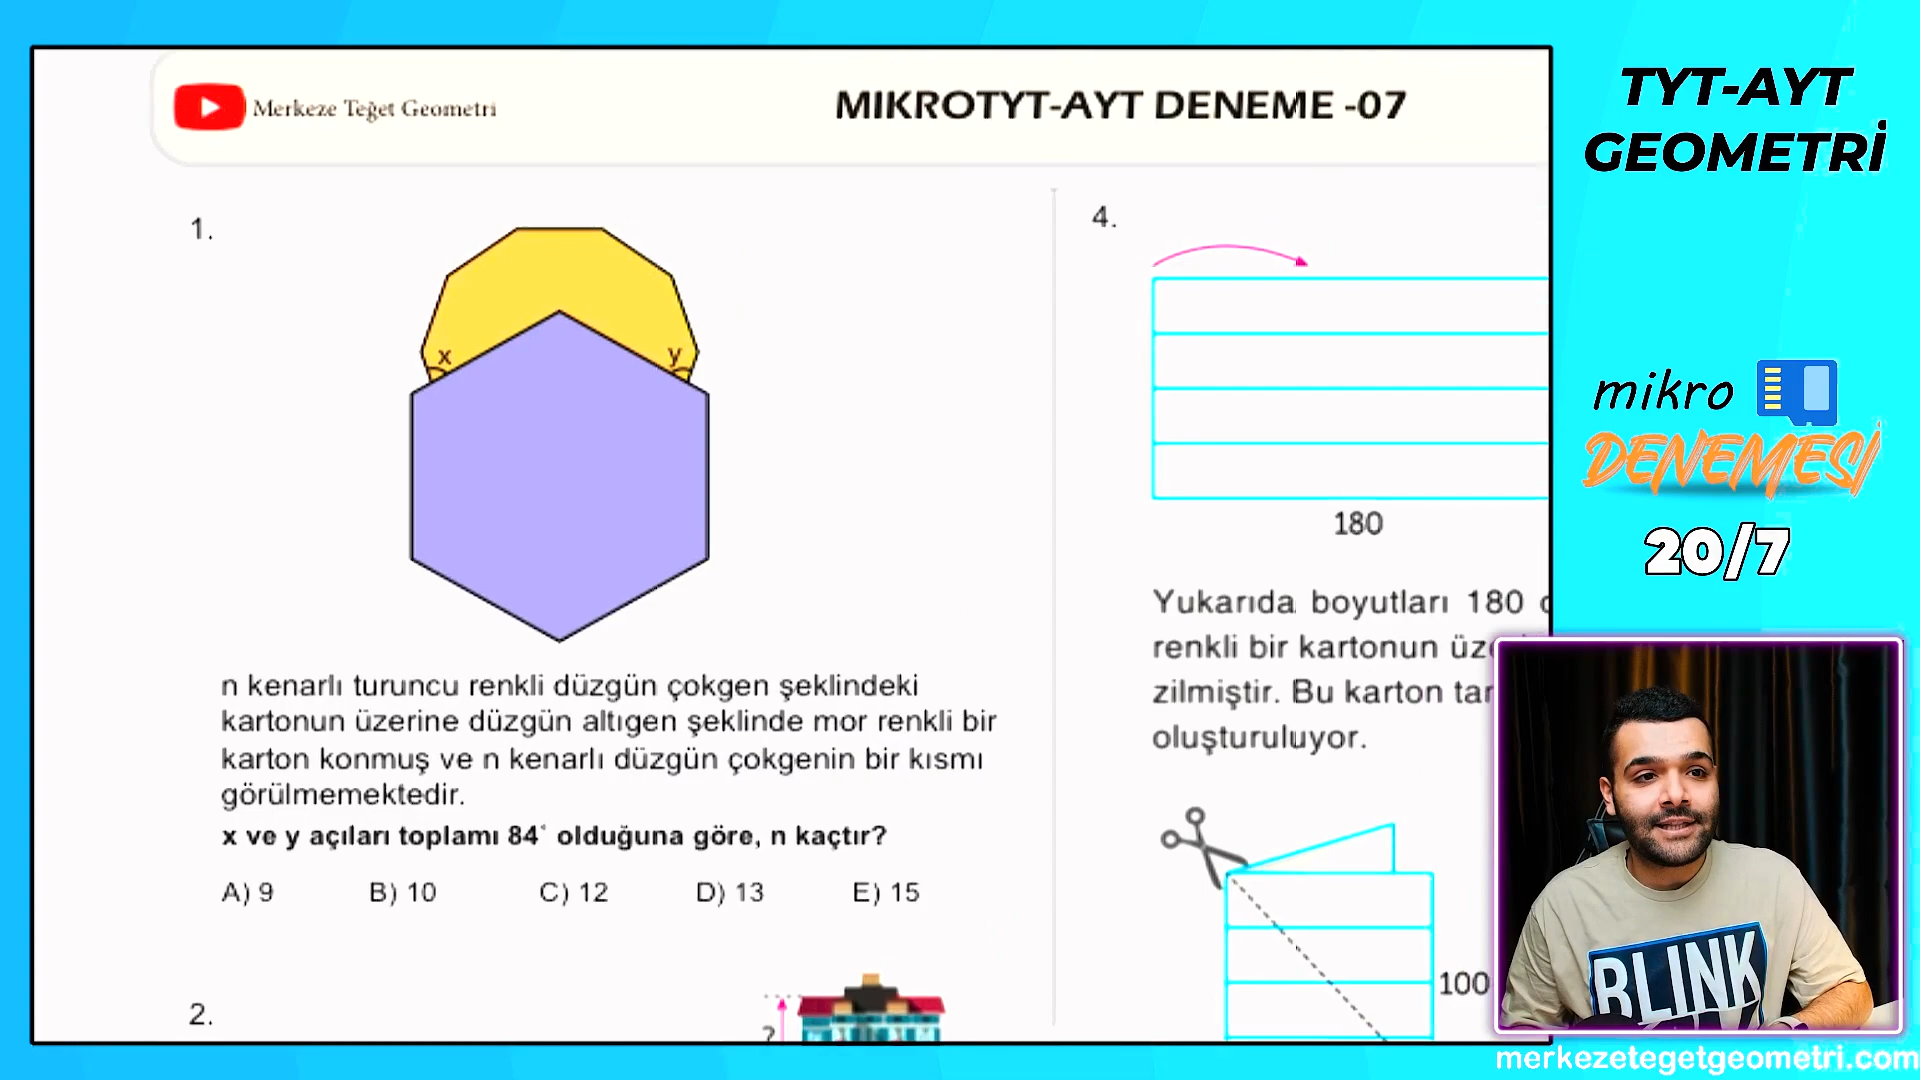 Merkeze Teğet Geometri
MIKROTYT-AYT DENEME -07
1.
x
y
n kenarlı turuncu renkli düzgün çokgen şeklindeki
kartonun üzerine düzgün altıgen şeklinde mor renkli bir
karton konmuş ve n kenarlı düzgün çokgenin bir kısmı
görülmemektedir.
x ve y açıları toplamı 84° olduğuna göre, n kaçtır?
A) 9 B) 10 C) 12 D) 13 E) 15
2.
?
4.
180
Yukarıda boyutları 180
renkli bir kartonun
zilmiştir. Bu karton
oluşturuluyor.
100
TYT-AYT
GEOMETRİ
mikro
DENEMESİ
20/7
BLINK
merkezetegetgeometri.com